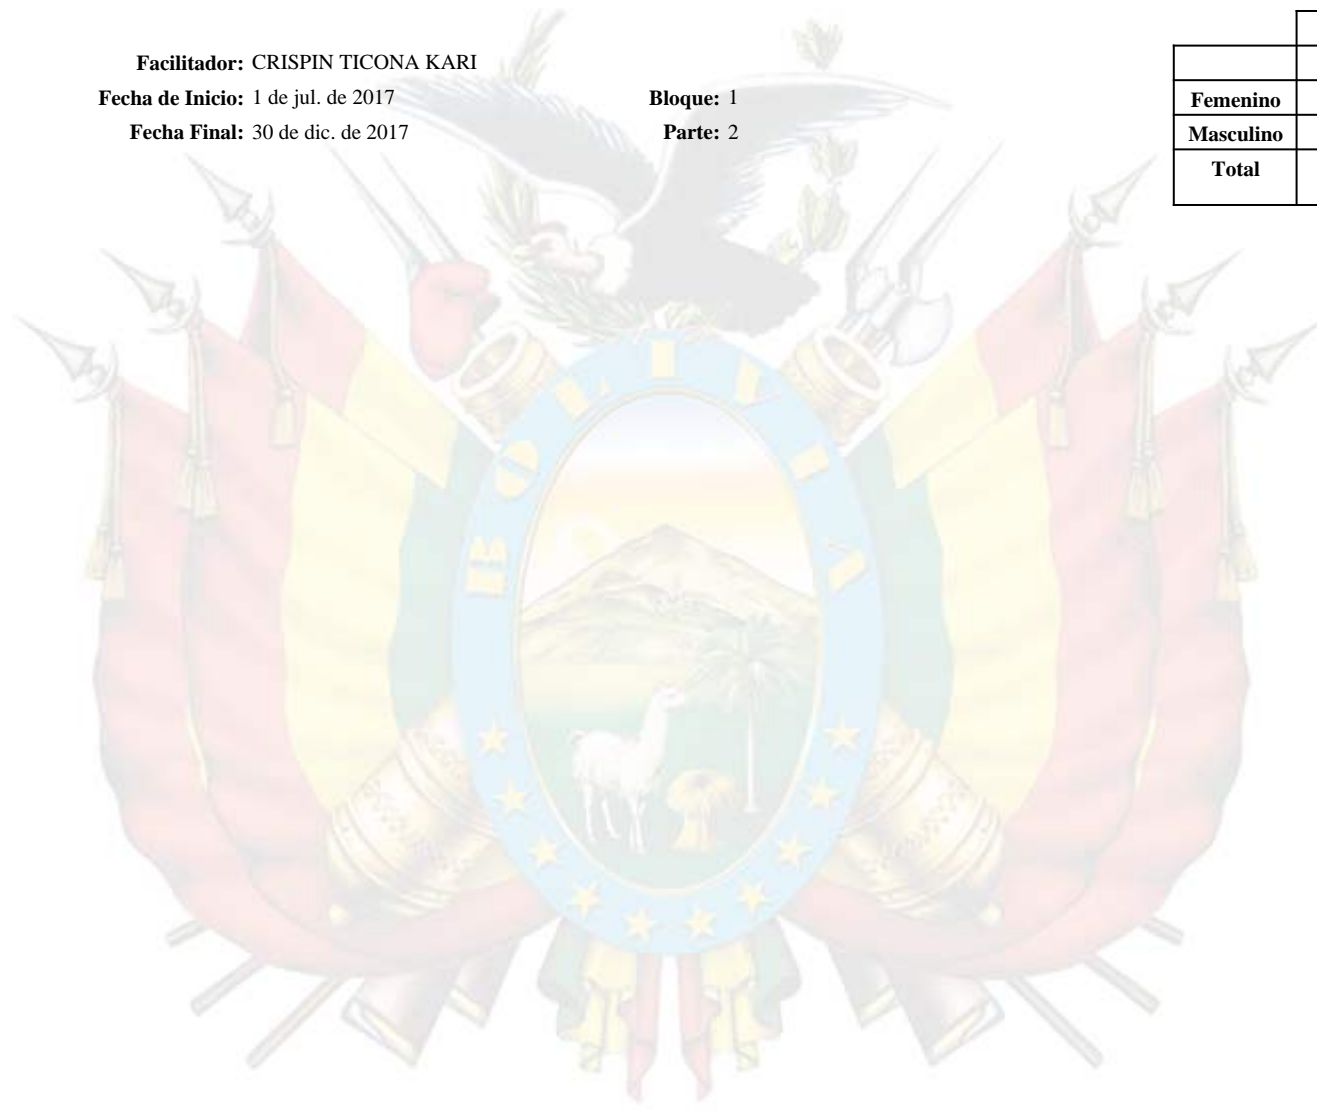 Facilitador: CRISPIN TICONA KARI
Fecha de Inicio: 1 de jul. de 2017 Bloque: 1
Fecha Final: 30 de dic. de 2017 Parte: 2
Femenino
Masculino
Total
BOLIVIA